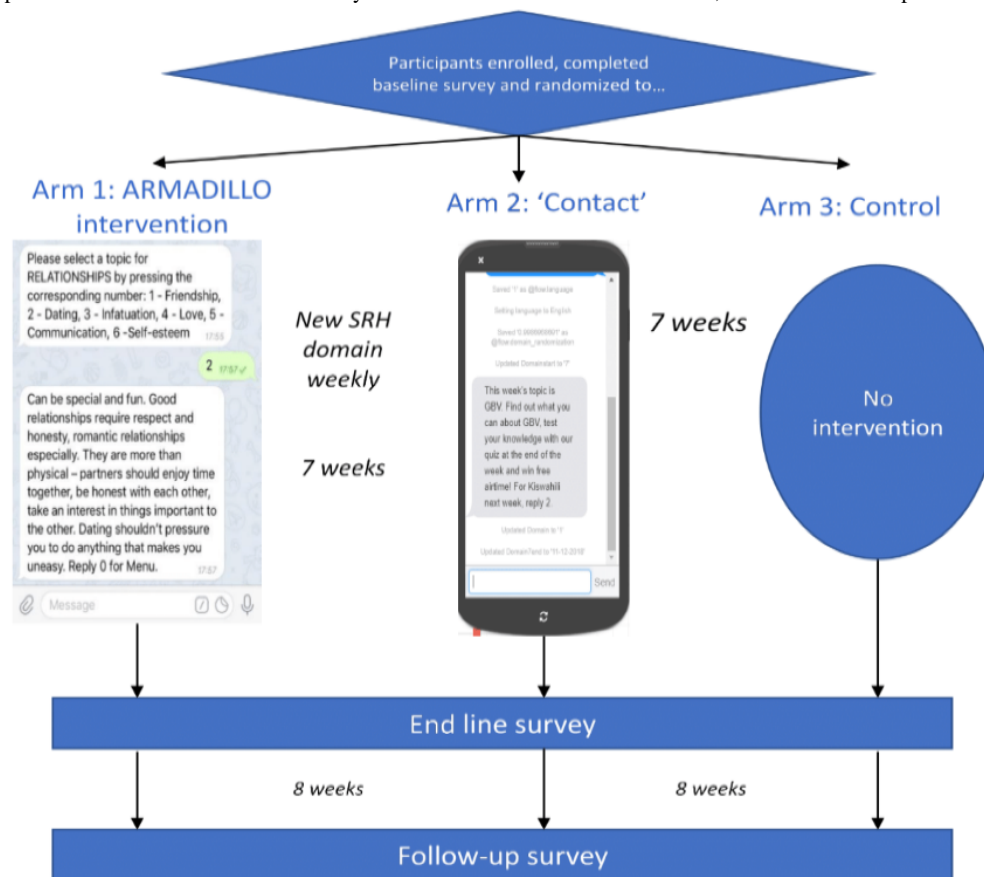 Participants enrolled, completed
baseline survey and randomized to…
Arm 1: ARMADILLO
intervention
Arm 2: 'Contact'
Arm 3: Control
Please select a topic for
RELATIONSHIPS by pressing the
corresponding number: 1 - Friendship,
2 - Dating, 3 - Infatuation, 4 - Love, 5 -
Communication, 6 -Self-esteem 17:55
2 17:57
Can be special and fun. Good
relationships require respect and
honesty, romantic relationships
especially. They are more than
physical – partners should enjoy time
together, be honest with each other,
take an interest in things important to
the other. Dating shouldn't pressure
you to do anything that makes you
uneasy. Reply 0 for Menu. 17:57
Message
New SRH
domain
weekly
7 weeks
x
Setting language to English
This week's topic is
GBV. Find out what you
can about GBV, test
your knowledge with our
quiz at the end of the
week and win free
airtime! For Kiswahili
next week, reply 2.
Send
7 weeks
No
intervention
End line survey
8 weeks
8 weeks
Follow-up survey